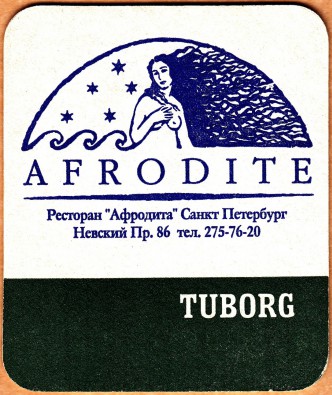 AFRODITE
Ресторан "Афродита" Санкт Петербург
Невский Пр. 86 тел. 275-76-20
TUBORG